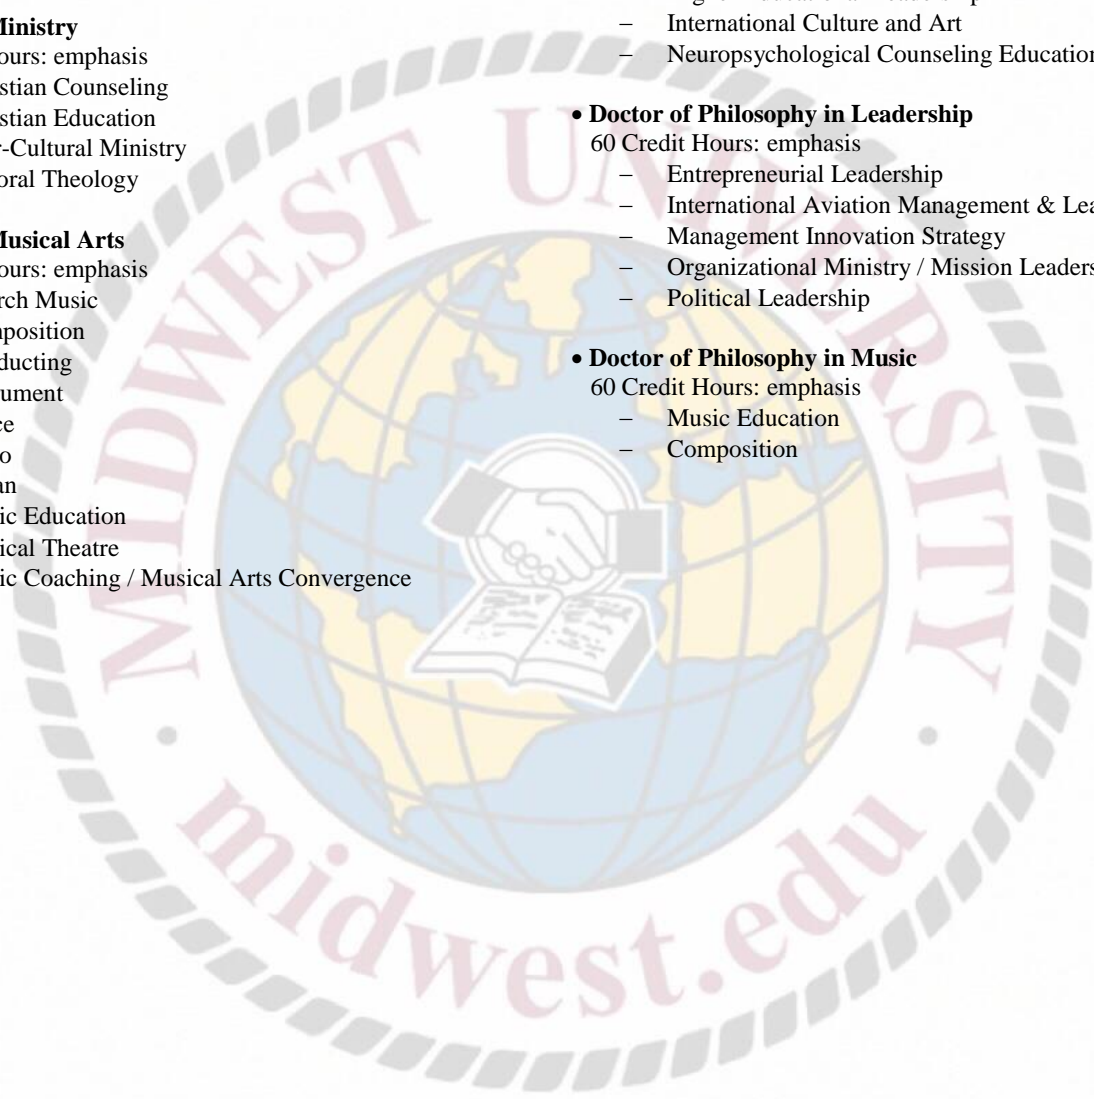 Ministry
ours: emphasis
stian Counseling
stian Education
r-Cultural Ministry
oral Theology
Musical Arts
ours: emphasis
rch Music
position
ducting
ument
ce
o
an
ic Education
ical Theatre
ic Coaching / Musical Arts Convergence
– International Culture and Art
– Neuropsychological Counseling Education
• Doctor of Philosophy in Leadership
60 Credit Hours: emphasis
– Entrepreneurial Leadership
– International Aviation Management & Lea
– Management Innovation Strategy
– Organizational Ministry / Mission Leaders
– Political Leadership
• Doctor of Philosophy in Music
60 Credit Hours: emphasis
– Music Education
– Composition
MIDWEST UNIVERSITY
midwest.edu